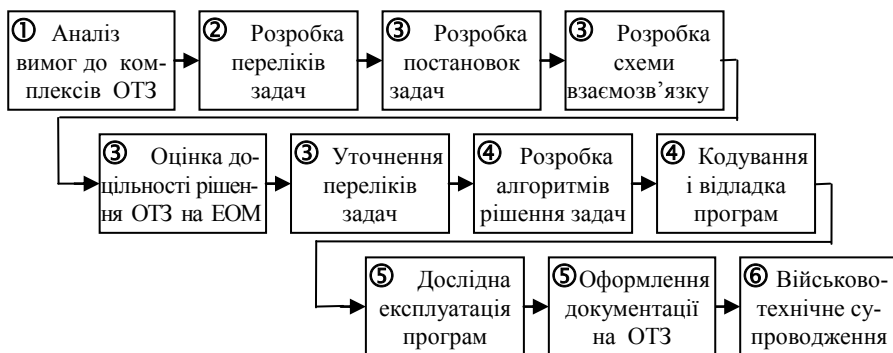 ① Аналіз
вимог до ком-
плексів ОТЗ
② Розробка
переліків
задач
③ Розробка
постановок
задач
③ Розробка
схеми
взаємозв’язку
③ Оцінка до-
цільності рішен-
ня ОТЗ на ЕОМ
③ Уточнення
переліків
задач
④ Розробка
алгоритмів
рішення задач
④ Кодування
і відладка
програм
⑤ Дослідна
експлуатація
програм
⑤ Оформлення
документації
на ОТЗ
⑥ Військово-
технічне су-
проводження